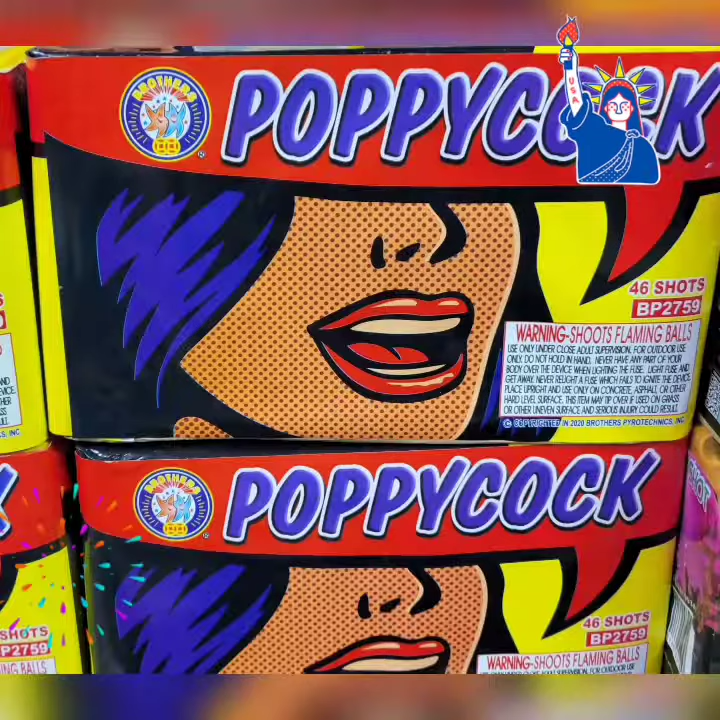 BROTHERS
BB
POPPYCOCK
USA
46 SHOTS
BP2759
WARNING-SHOOTS FLAMING BALLS
USE ONLY UNDER CLOSE ADULT SUPERVISION. FOR OUTDOOR USE
ONLY. DO NOT HOLD IN HAND. NEVER HAVE ANY PART OF YOUR
BODY OVER THE DEVICE WHEN LIGHTING THE FUSE. LIGHT FUSE AND
GET AWAY. NEVER RELIGHT A FUSE WHICH FAILS TO IGNITE THE DEVICE.
PLACE UPRIGHT AND USE ONLY ON CONCRETE, ASPHALT, OR OTHER
HARD LEVEL SURFACE. THIS ITEM MAY TIP OVER IF USED ON GRASS
OR OTHER UNEVEN SURFACE AND SERIOUS INJURY COULD RESULT.
© COPYRIGHTED IN 2020 BROTHERS PYROTECHNICS, INC
S, INC
BROTHERS
POPPYCOCK
46 SHOTS
BP2759
WARNING-SHOOTS FLAMING BALLS
SHOTS
P2759
ING BALLS